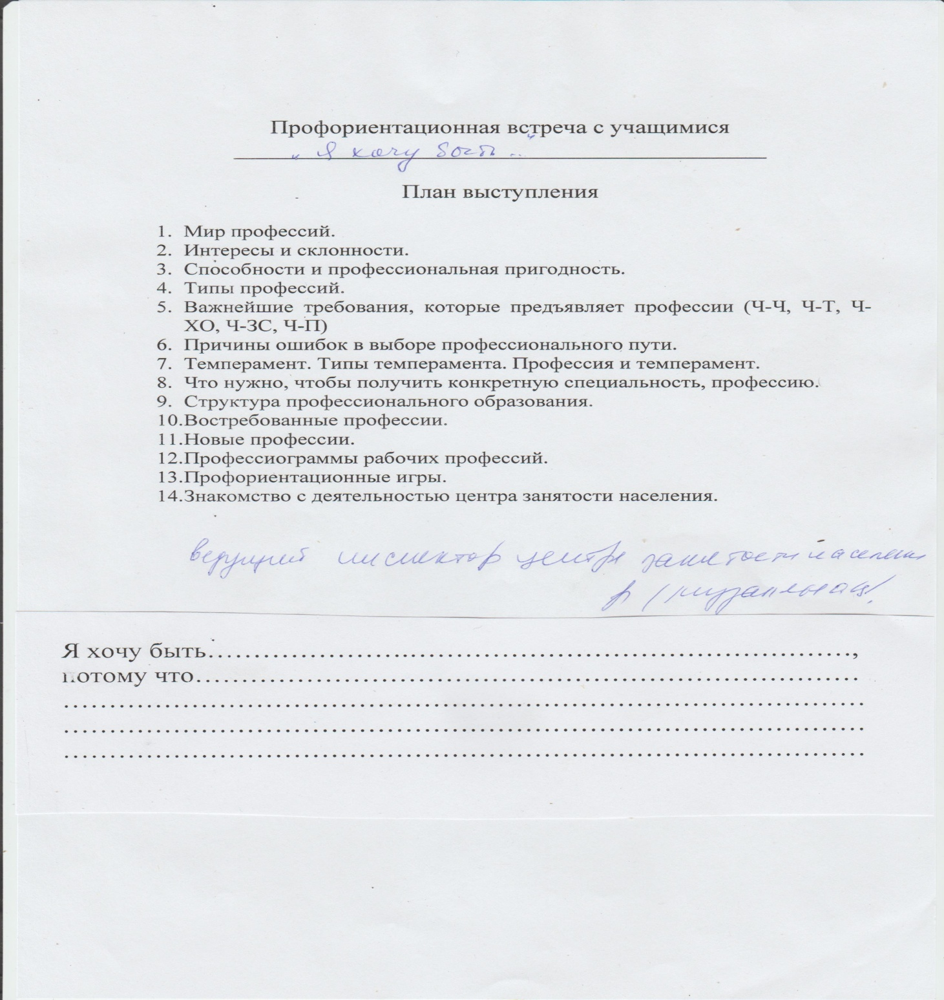 Профориентационная встреча с учащимися
"Я хочу быть..."
План выступления
1. Мир профессий.
2. Интересы и склонности.
3. Способности и профессиональная пригодность.
4. Типы профессий.
5. Важнейшие требования, которые предъявляет профессии (Ч-Ч, Ч-Т, Ч-
ХО, Ч-ЗС, Ч-П)
6. Причины ошибок в выборе профессионального пути.
7. Темперамент. Типы темперамента. Профессия и темперамент.
8. Что нужно, чтобы получить конкретную специальность, профессию.
9. Структура профессионального образования.
10.Востребованные профессии.
11.Новые профессии.
12.Профессиограммы рабочих профессий.
13.Профориентационные игры.
14.Знакомство с деятельностью центра занятости населения.
ведущий инспектор центра занятости населения
Я хочу быть……………………………………………………………,
потому что………………………………………………………………